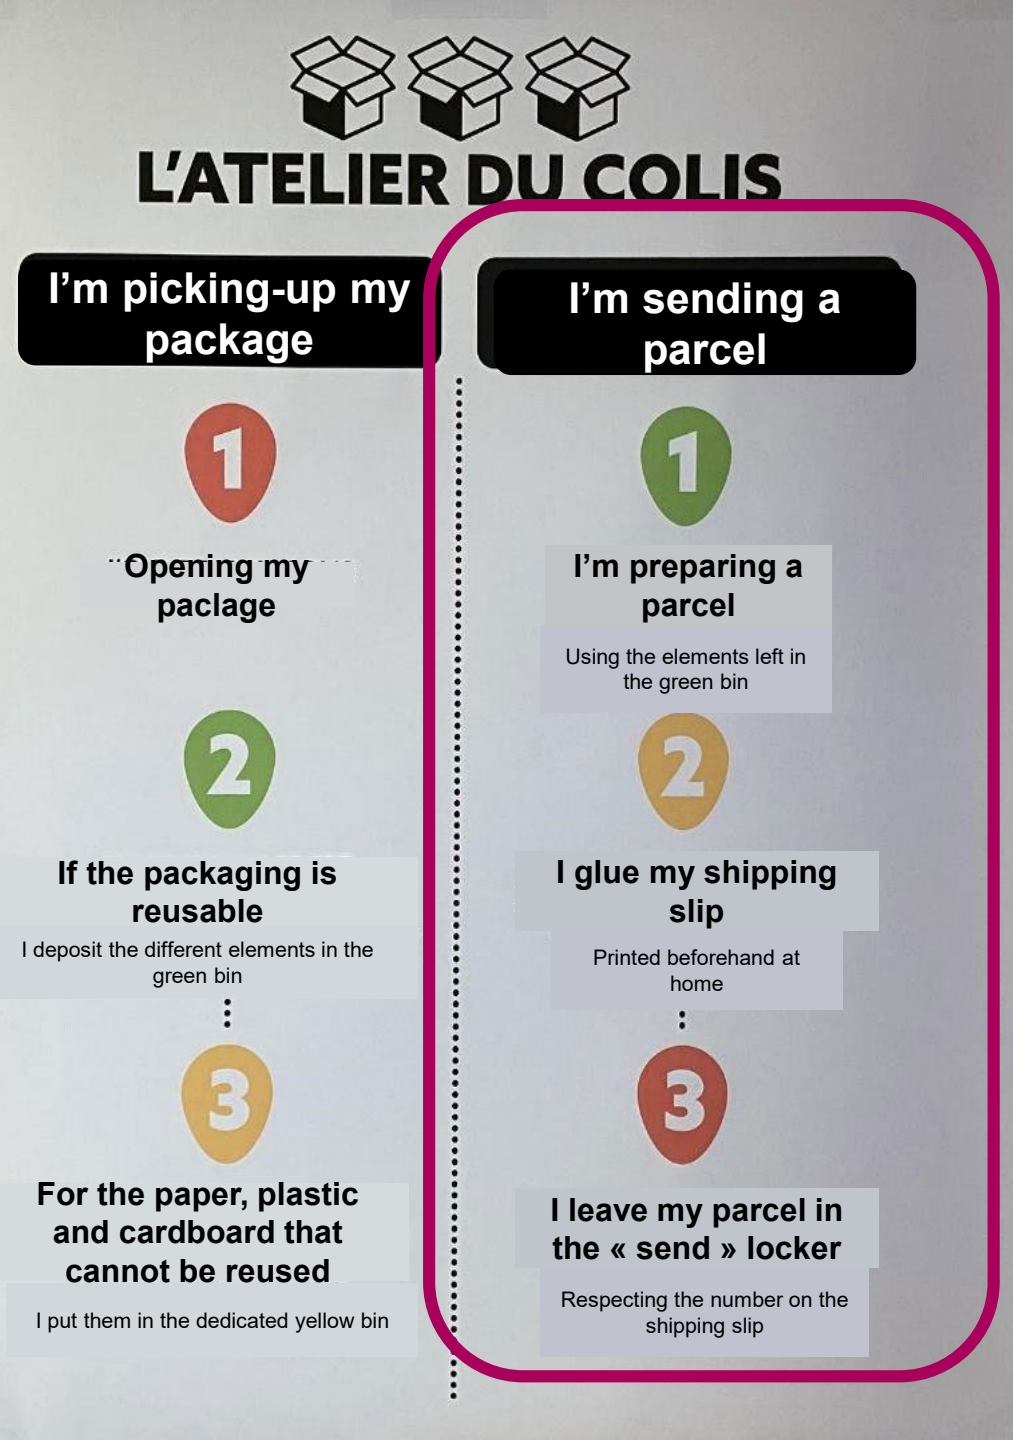 L'ATELIER DU COLIS
I'm picking-up my
package
1
Opening my
paclage
2
If the packaging is
reusable
I deposit the different elements in the
green bin
3
For the paper, plastic
and cardboard that
cannot be reused
I put them in the dedicated yellow bin
I'm sending a
parcel
1
I'm preparing a
parcel
Using the elements left in
the green bin
2
I glue my shipping
slip
Printed beforehand at
home
3
I leave my parcel in
the « send » locker
Respecting the number on the
shipping slip